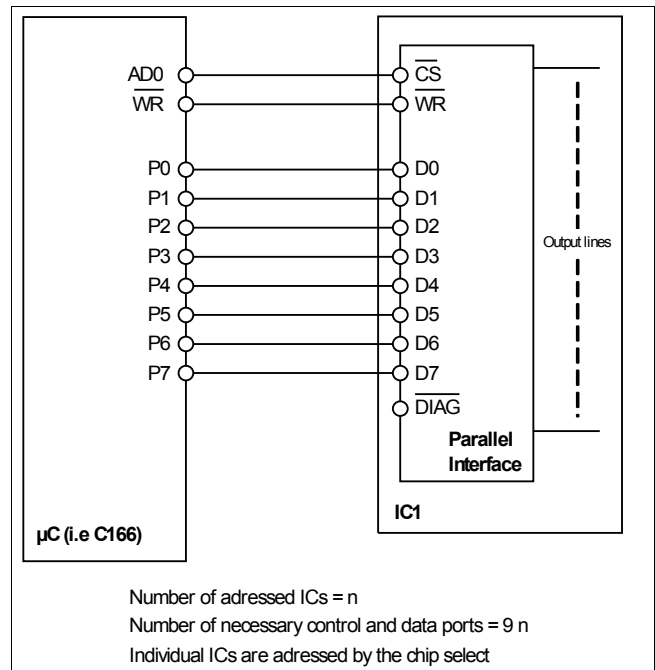 AD0 CS
WR WR
P0 D0
P1 D1
P2 D2
P3 D3
Output lines
P4 D4
P5 D5
P6 D6
P7 D7
DIAG
Parallel
Interface
IC1
µC (i.e C166)
Number of adressed ICs = n
Number of necessary control and data ports = 9 n
Individual ICs are adressed by the chip select